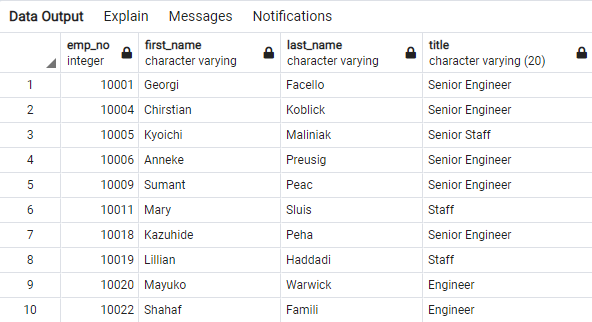 Data Output Explain Messages Notifications
emp_no first_name last_name title
integer character varying character varying character varying (20)
1 10001 Georgi Facello Senior Engineer
2 10004 Chirstian Koblick Senior Engineer
3 10005 Kyoichi Maliniak Senior Staff
4 10006 Anneke Preusig Senior Engineer
5 10009 Sumant Peac Senior Engineer
6 10011 Mary Sluis Staff
7 10018 Kazuhide Peha Senior Engineer
8 10019 Lillian Haddadi Staff
9 10020 Mayuko Warwick Engineer
10 10022 Shahaf Famili Engineer